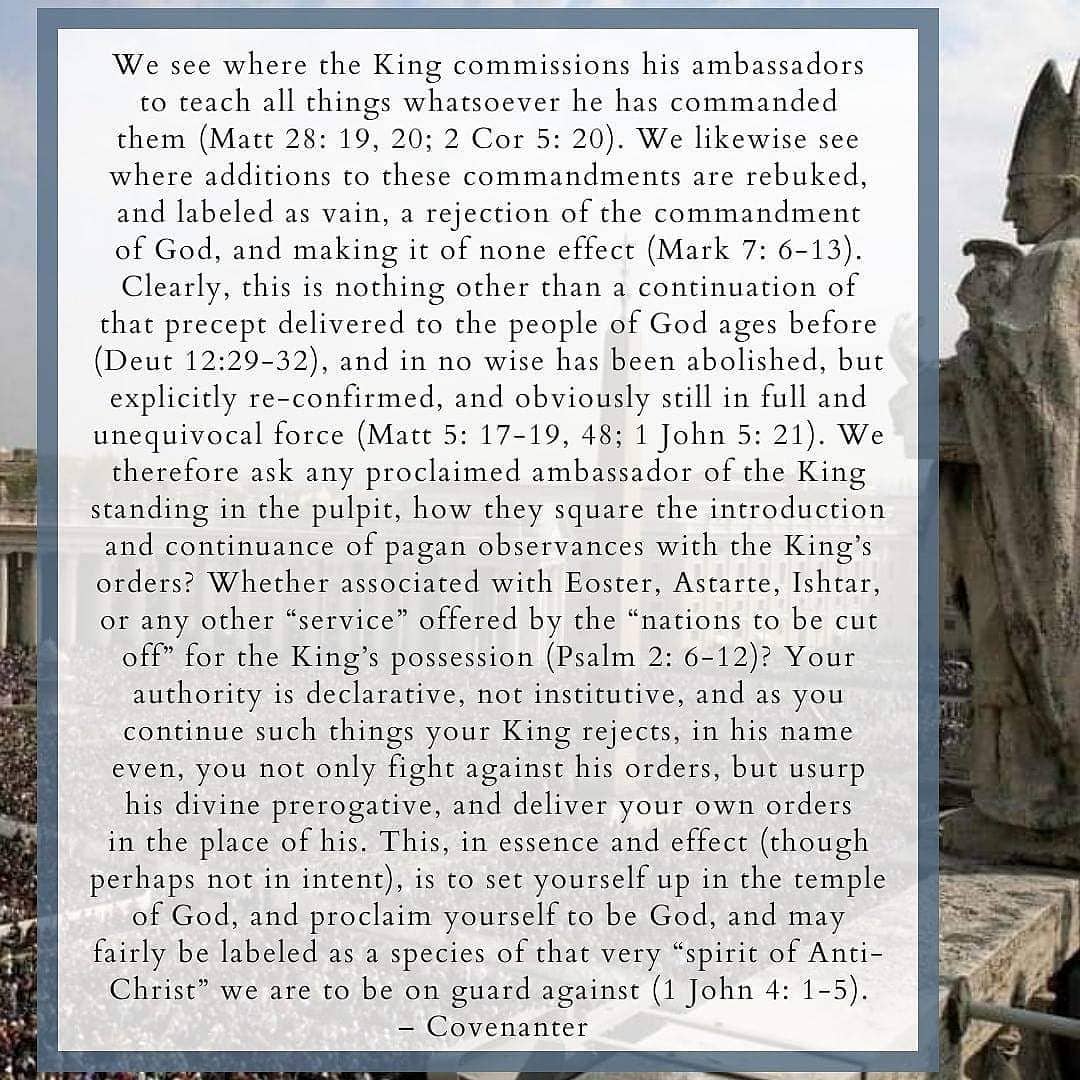 We see where the King commissions his ambassadors
to teach all things whatsoever he has commanded
them (Matt 28: 19, 20; 2 Cor 5: 20). We likewise see
where additions to these commandments are rebuked,
and labeled as vain, a rejection of the commandment
of God, and making it of none effect (Mark 7: 6-13).
Clearly, this is nothing other than a continuation of
that precept delivered to the people of God ages before
(Deut 12:29-32), and in no wise has been abolished, but
explicitly re-confirmed, and obviously still in full and
unequivocal force (Matt 5: 17-19, 48; 1 John 5: 21). We
therefore ask any proclaimed ambassador of the King
standing in the pulpit, how they square the introduction
and continuance of pagan observances with the King’s
orders? Whether associated with Eoster, Astarte, Ishtar,
or any other “service” offered by the “nations to be cut
off” for the King’s possession (Psalm 2: 6-12)? Your
authority is declarative, not institutive, and as you
continue such things your King rejects, in his name
even, you not only fight against his orders, but usurp
his divine prerogative, and deliver your own orders
in the place of his. This, in essence and effect (though
perhaps not in intent), is to set yourself up in the temple
of God, and proclaim yourself to be God, and may
fairly be labeled as a species of that very “spirit of Anti-
Christ” we are to be on guard against (1 John 4: 1-5).
– Covenanter